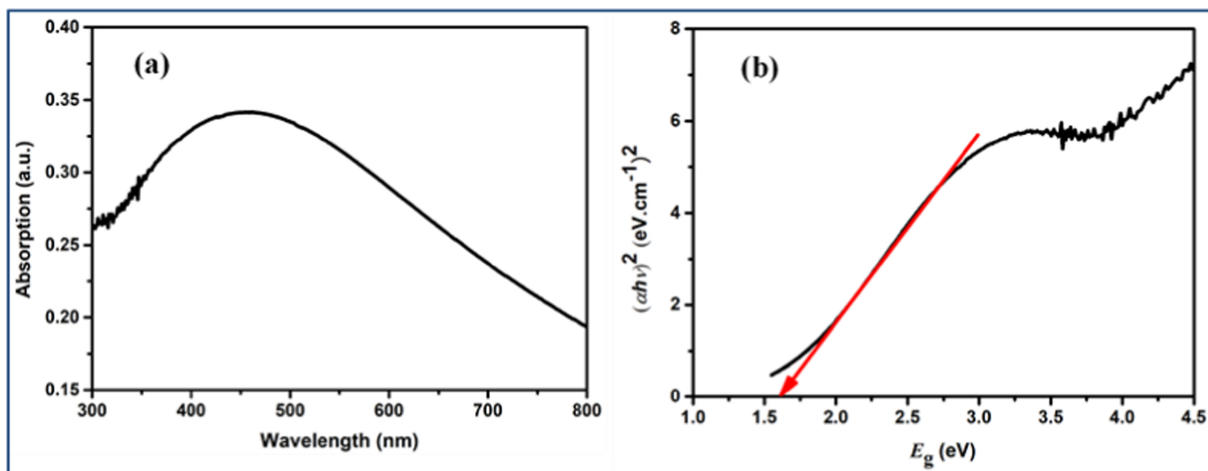 (a)
0.40
0.35
0.30
0.25
0.20
0.15
Absorption (a.u.)
300 400 500 600 700 800
Wavelength (nm)
(b)
8
6
4
2
0
(αhν)² (eV.cm⁻¹)²
1.0 1.5 2.0 2.5 3.0 3.5 4.0 4.5
Eg (eV)